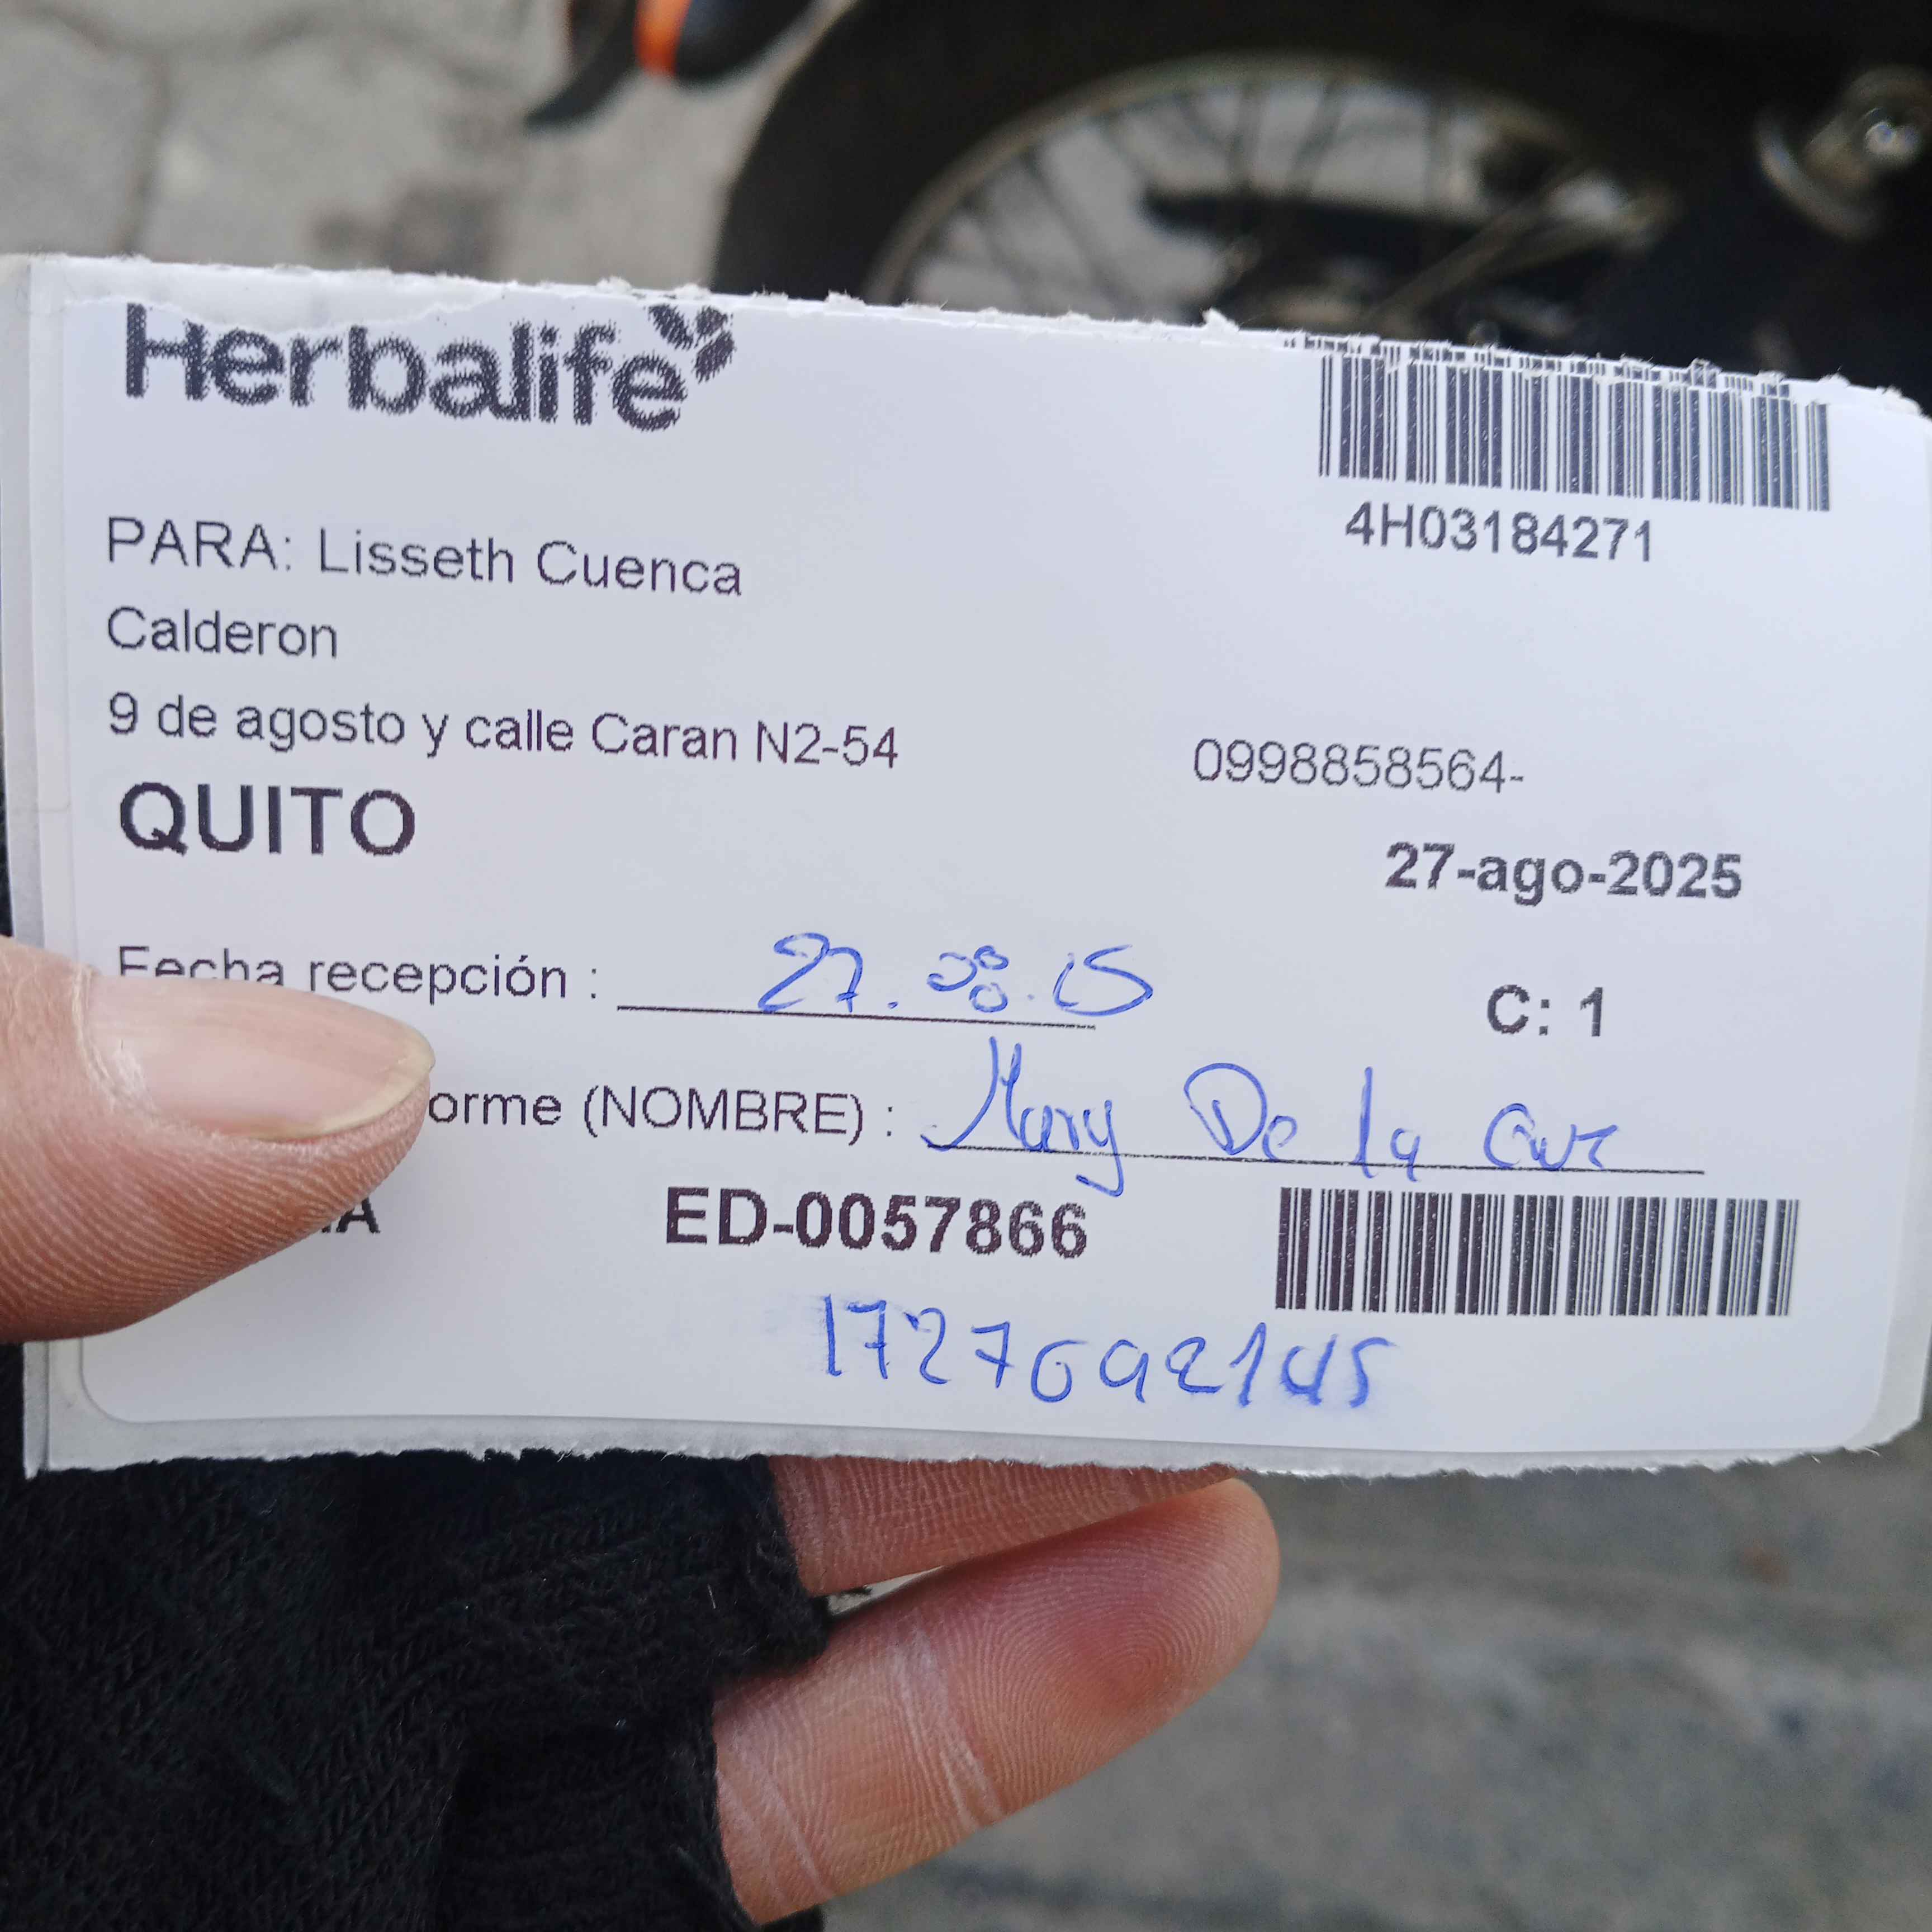 Herbalife
4H03184271
PARA: Lisseth Cuenca
Calderon
9 de agosto y calle Caran N2-54
0998858564-
QUITO
27-ago-2025
Fecha recepción : 27.08.25
C: 1
orme (NOMBRE) : Mary De la Cruz
ED-0057866
1727692145